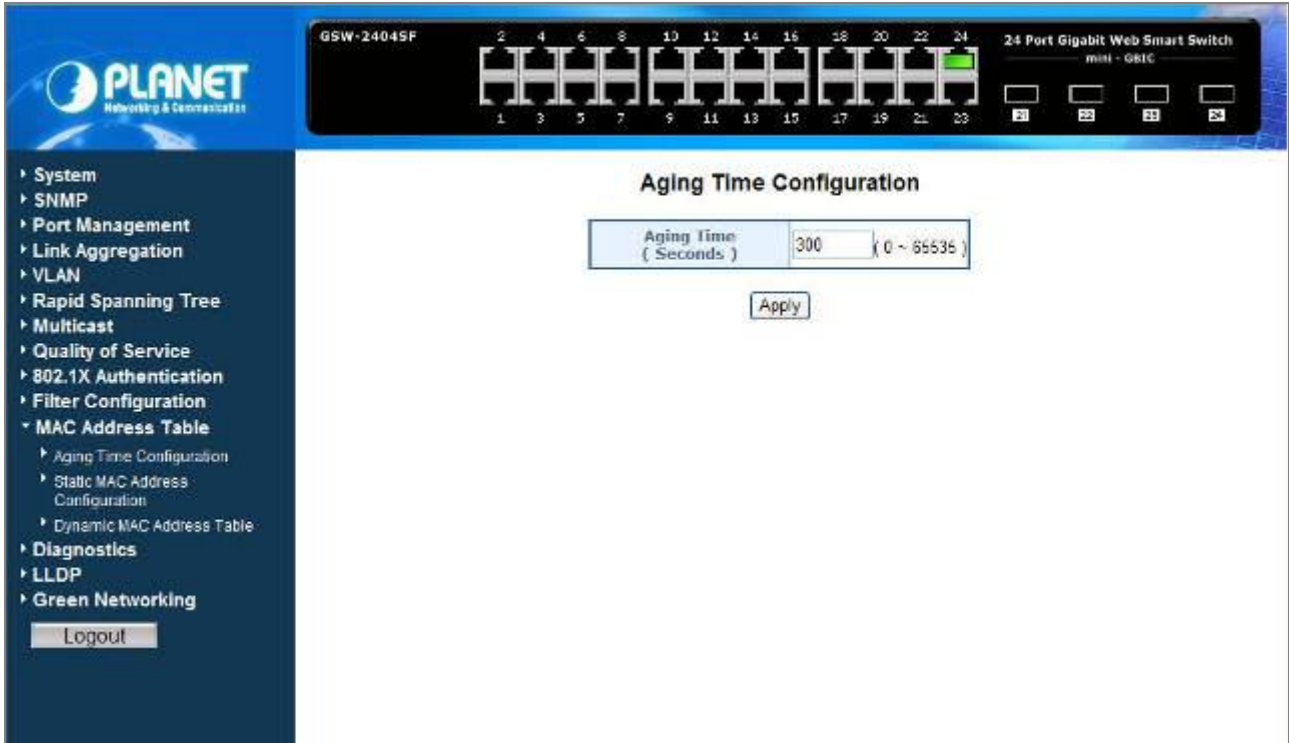 PLANET
Networking & Communication
GSW-2404SF
2 4 6 8 10 12 14 16 18 20 22 24
1 3 5 7 9 11 13 15 17 19 21 23
24 Port Gigabit Web Smart Switch
mini - GBIC
21 22 23 24
System
SNMP
Port Management
Link Aggregation
VLAN
Rapid Spanning Tree
Multicast
Quality of Service
802.1X Authentication
Filter Configuration
MAC Address Table
Aging Time Configuration
Static MAC Address
Configuration
Dynamic MAC Address Table
Diagnostics
LLDP
Green Networking
Logout
Aging Time Configuration
Aging Time
( Seconds )
300 ( 0 ~ 65535 )
Apply